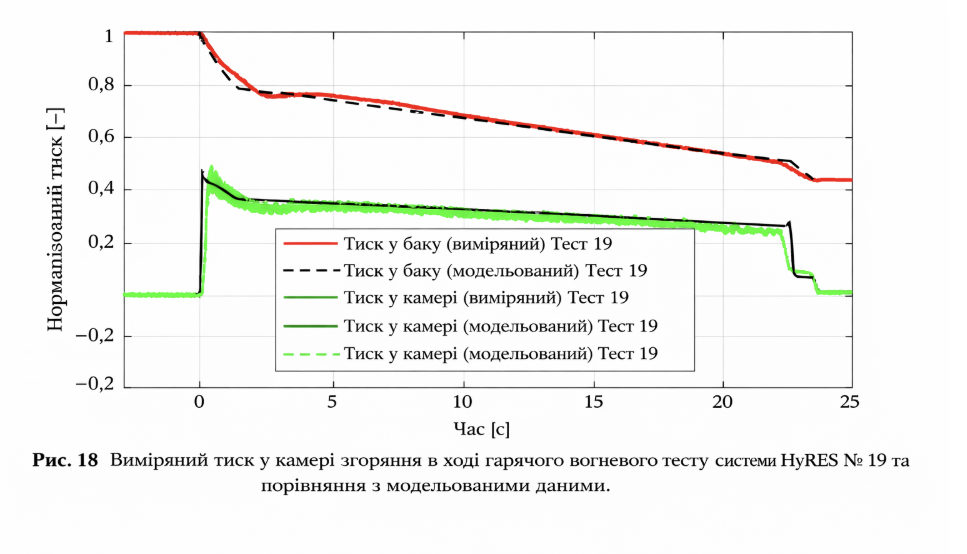 1
0,8
0,6
0,4
0,2
−0,2
−0,2
Норманізоаний тиск [−]
Тиск у баку (виміряний) Тест 19
Тиск у баку (модельований) Тест 19
Тиск у камері (виміряний) Тест 19
Тиск у камері (модельований) Тест 19
Тиск у камері (модельований) Тест 19
0 5 10 15 20 25
Час [с]
Рис. 18 Виміряний тиск у камері згоряння в ході гарячого вогневого тесту системи HyRES № 19 та
порівняння з модельованими даними.